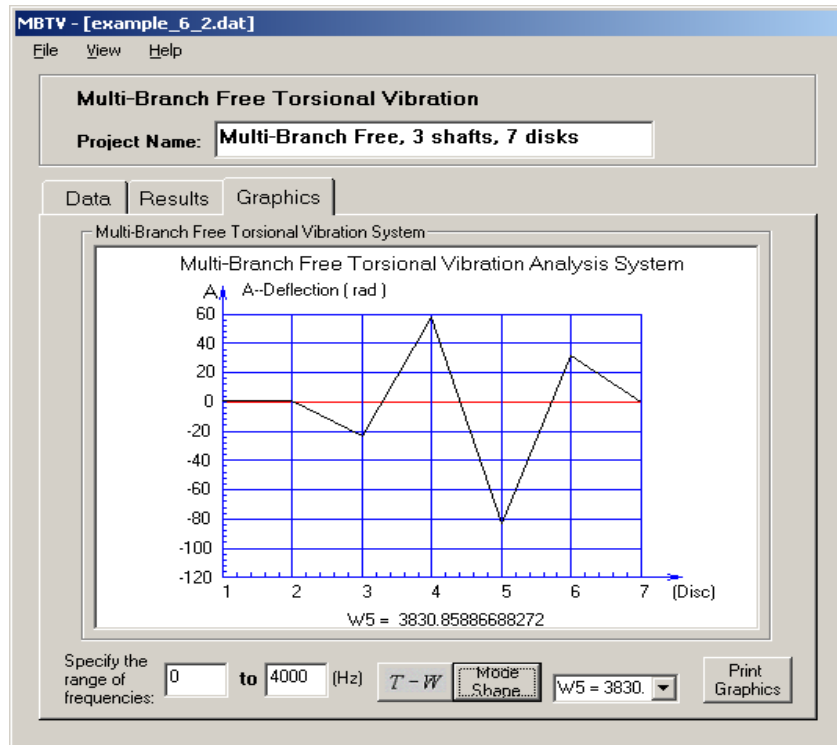 MBTV - [example_6_2.dat]
File View Help
Multi-Branch Free Torsional Vibration
Project Name: Multi-Branch Free, 3 shafts, 7 disks
Data Results Graphics
Multi-Branch Free Torsional Vibration System
Multi-Branch Free Torsional Vibration Analysis System
A A--Deflection ( rad )
60
40
20
0
-20
-40
-60
-80
-100
-120
1 2 3 4 5 6 7 (Disc)
W5 = 3830.85886688272
Specify the
range of
frequencies:
0 to 4000 (Hz) T - W
Mode
Shape
W5 = 3830.
Print
Graphics